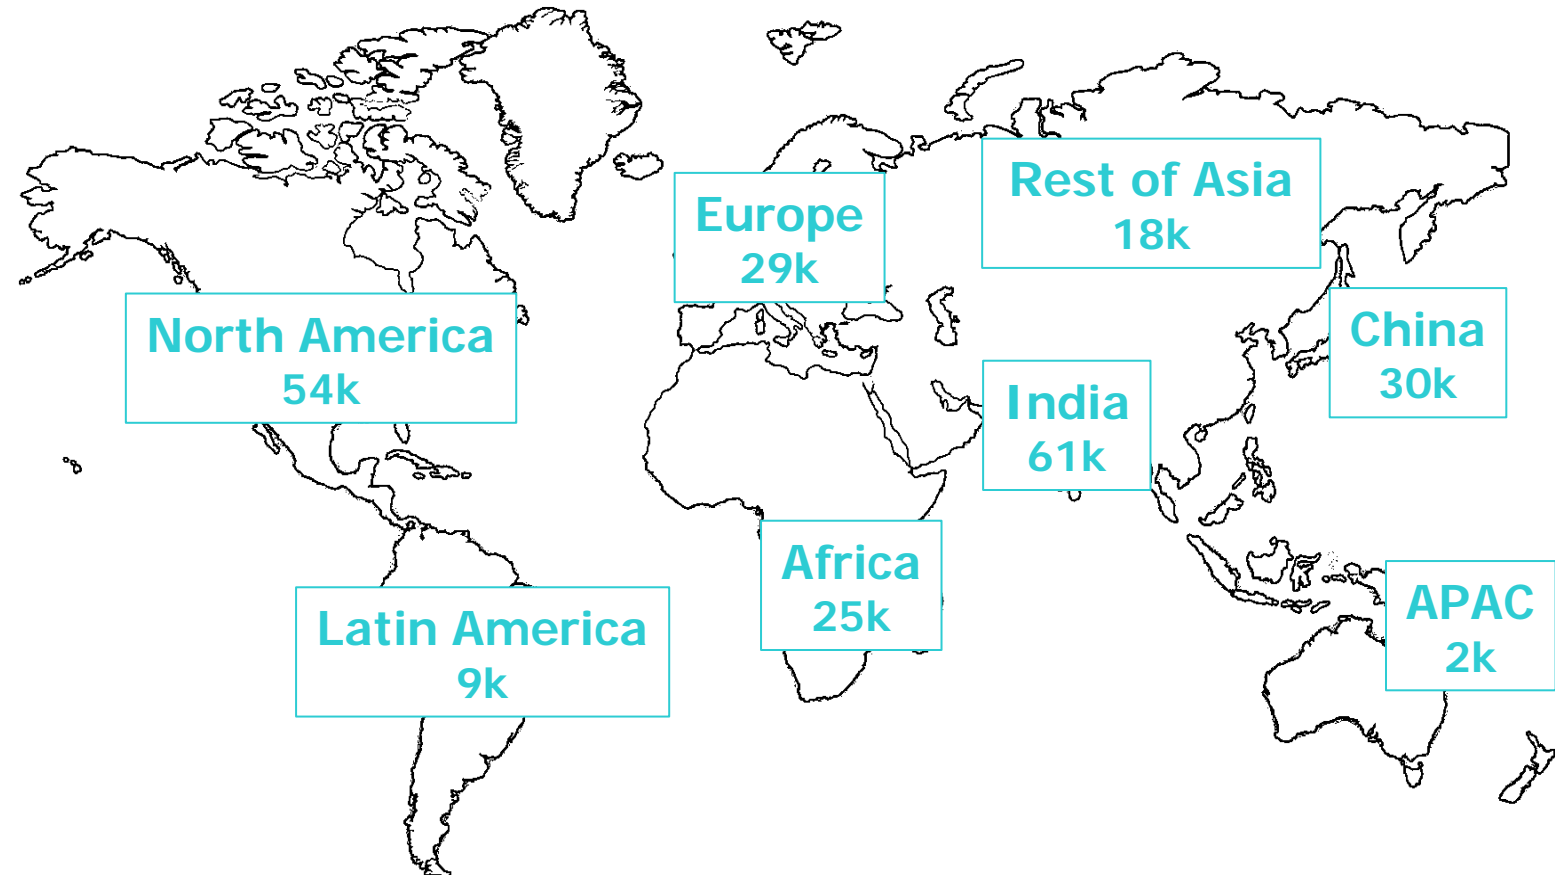 Rest of Asia
18k
Europe
29k
North America
54k
China
30k
India
61k
Africa
25k
APAC
2k
Latin America
9k